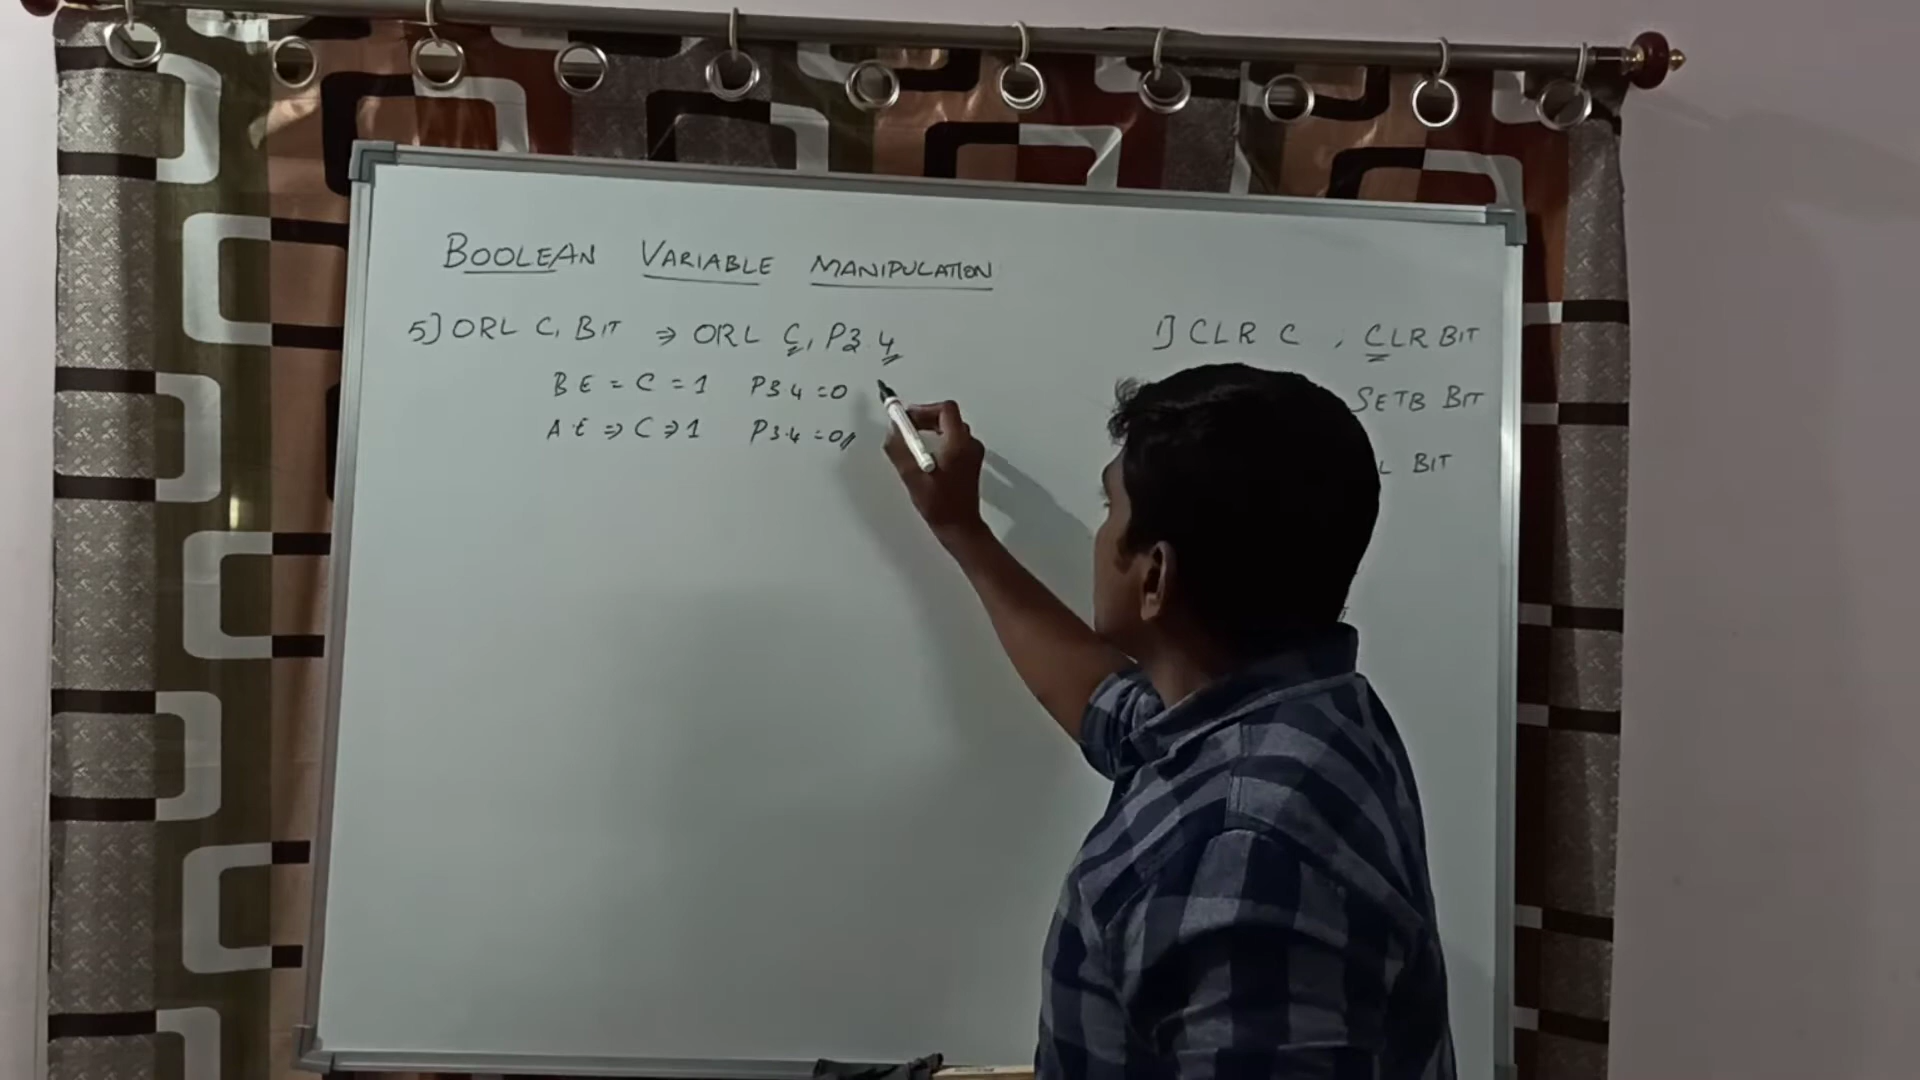 BOOLEAN VARIABLE MANIPULATION
5] ORL C, BIT ⇒ ORL C, P3.4
BE = C = 1 P3 4 = 0
A.E ⇒ C ⇒ 1 P3.4 = 0
1] CLR C , CLR BIT
SETB BIT
L BIT